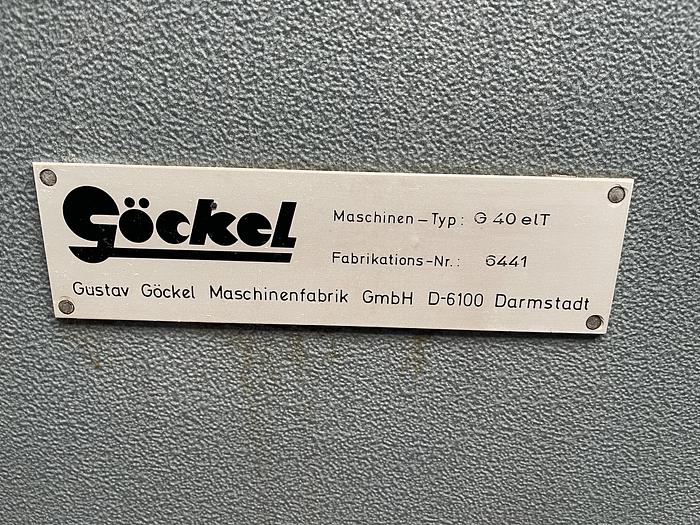 Göckel
Maschinen-Typ: G 40 elT
Fabrikations-Nr.: 6441
Gustav Göckel Maschinenfabrik GmbH D-6100 Darmstadt